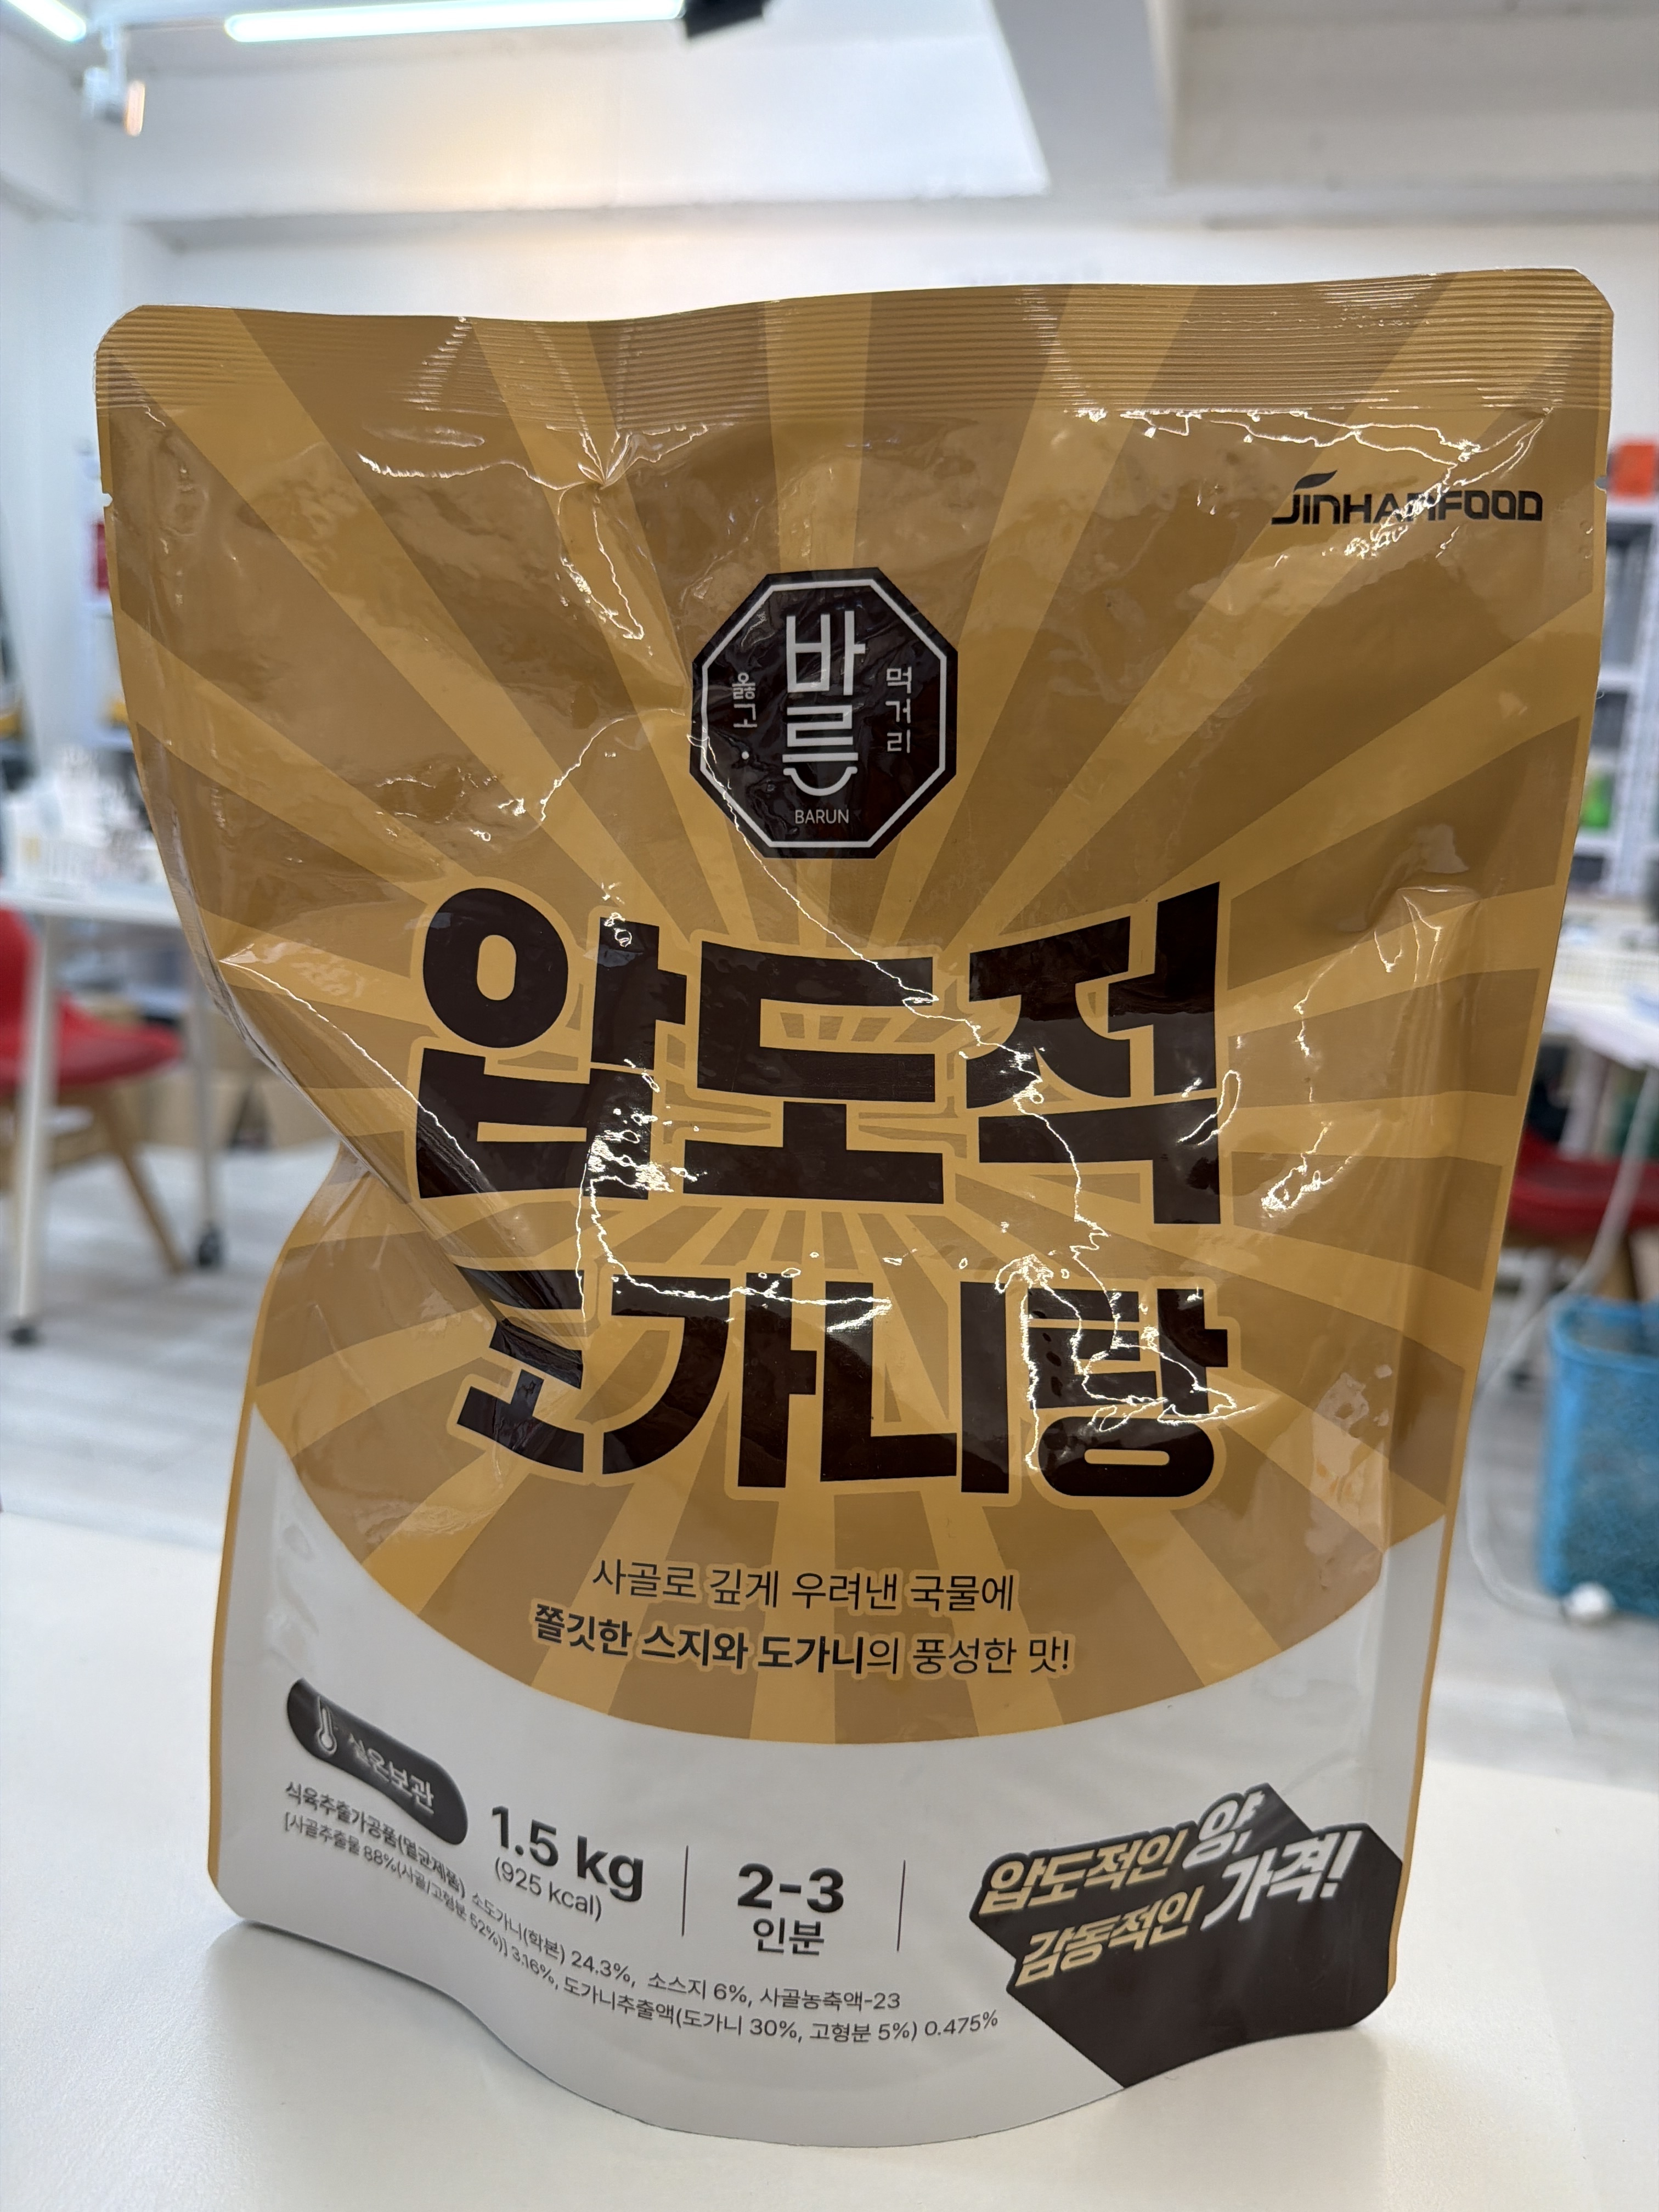 JINHANFOOD
옳고
바른
먹거리
BARUN
압도적
도가니탕
사골로 깊게 우려낸 국물에
쫄깃한 스지와 도가니의 풍성한 맛!
실온보관
식육추출가공품(멸균제품)
1.5 kg
(925 kcal)
2-3
인분
압도적인 양,
감동적인 가격!
소도가니(학본) 24.3%, 소스지 6%, 사골농축액-23
[사골추출물 88%(사골/고형분 52%)] 3.16%, 도가니추출액(도가니 30%, 고형분 5%) 0.475%